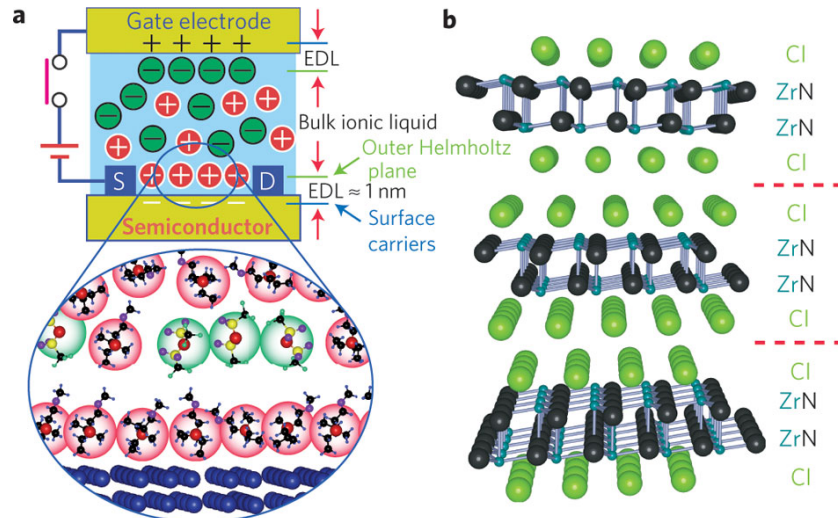 a
Gate electrode
+ + + +
EDL
− − − −
− − + +
+ − + − +
Bulk ionic liquid
Outer Helmholtz
plane
S + + + + D
EDL ≈ 1 nm
− − − −
Semiconductor
Surface
carriers
b
Cl
ZrN
ZrN
Cl
Cl
ZrN
ZrN
Cl
Cl
ZrN
ZrN
Cl